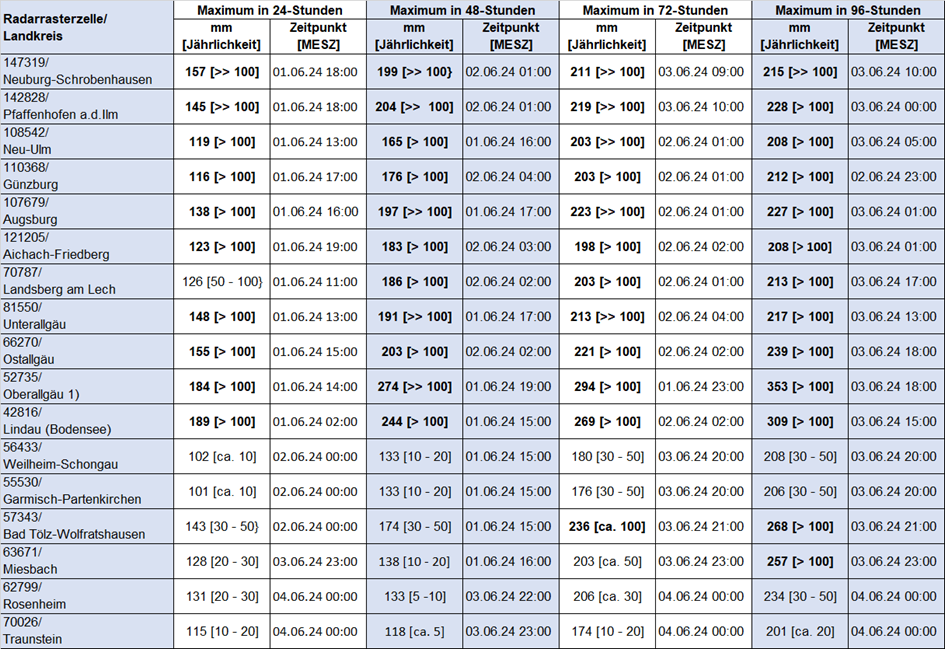 Radarrasterzelle/
Landkreis
Maximum in 24-Stunden Maximum in 48-Stunden Maximum in 72-Stunden Maximum in 96-Stunden
mm Zeitpunkt mm Zeitpunkt mm Zeitpunkt mm Zeitpunkt
[Jährlichkeit] [MESZ] [Jährlichkeit] [MESZ] [Jährlichkeit] [MESZ] [Jährlichkeit] [MESZ]
147319/
Neuburg-Schrobenhausen 157 [>> 100] 01.06.24 18:00 199 [>> 100} 02.06.24 01:00 211 [>> 100] 03.06.24 09:00 215 [>> 100] 03.06.24 10:00
142828/
Pfaffenhofen a.d.Ilm 145 [>> 100] 01.06.24 18:00 204 [>> 100] 02.06.24 01:00 219 [>> 100] 03.06.24 10:00 228 [> 100] 03.06.24 00:00
108542/
Neu-Ulm 119 [> 100] 01.06.24 13:00 165 [> 100] 01.06.24 16:00 203 [>> 100] 02.06.24 01:00 208 [> 100] 03.06.24 05:00
110368/
Günzburg 116 [> 100] 01.06.24 17:00 176 [> 100] 02.06.24 04:00 203 [> 100] 02.06.24 01:00 212 [> 100] 02.06.24 23:00
107679/
Augsburg 138 [> 100] 01.06.24 16:00 197 [>> 100] 01.06.24 17:00 223 [>> 100] 02.06.24 01:00 227 [> 100] 03.06.24 01:00
121205/
Aichach-Friedberg 123 [> 100] 01.06.24 19:00 183 [> 100] 02.06.24 03:00 198 [> 100] 02.06.24 02:00 208 [> 100] 03.06.24 01:00
70787/
Landsberg am Lech 126 [50 - 100} 01.06.24 11:00 186 [> 100] 02.06.24 02:00 203 [> 100] 02.06.24 01:00 213 [> 100] 03.06.24 17:00
81550/
Unterallgäu 148 [> 100] 01.06.24 13:00 191 [>> 100] 01.06.24 17:00 213 [>> 100] 02.06.24 04:00 217 [> 100] 03.06.24 13:00
66270/
Ostallgäu 155 [> 100] 01.06.24 15:00 203 [> 100] 02.06.24 02:00 221 [> 100] 02.06.24 02:00 239 [> 100] 03.06.24 18:00
52735/
Oberallgäu 1) 184 [> 100] 01.06.24 14:00 274 [>> 100] 01.06.24 19:00 294 [> 100] 01.06.24 23:00 353 [> 100] 03.06.24 18:00
42816/
Lindau (Bodensee) 189 [> 100] 01.06.24 02:00 244 [> 100] 01.06.24 15:00 269 [> 100] 02.06.24 02:00 309 [> 100] 03.06.24 15:00
56433/
Weilheim-Schongau 102 [ca. 10] 02.06.24 00:00 133 [10 - 20] 01.06.24 15:00 180 [30 - 50] 03.06.24 20:00 208 [30 - 50] 03.06.24 20:00
55530/
Garmisch-Partenkirchen 101 [ca. 10] 02.06.24 00:00 133 [10 - 20] 01.06.24 15:00 176 [30 - 50] 03.06.24 20:00 206 [30 - 50] 03.06.24 20:00
57343/
Bad Tölz-Wolfratshausen 143 [30 - 50} 02.06.24 00:00 174 [30 - 50] 01.06.24 15:00 236 [ca. 100] 03.06.24 21:00 268 [> 100] 03.06.24 21:00
63671/
Miesbach 128 [20 - 30] 03.06.24 23:00 138 [10 - 20] 01.06.24 16:00 203 [ca. 50] 03.06.24 23:00 257 [> 100] 03.06.24 23:00
62799/
Rosenheim 131 [20 - 30] 04.06.24 00:00 133 [5 -10] 03.06.24 22:00 206 [ca. 30] 04.06.24 00:00 234 [30 - 50] 04.06.24 00:00
70026/
Traunstein 115 [10 - 20] 04.06.24 00:00 118 [ca. 5] 03.06.24 23:00 174 [10 - 20] 04.06.24 00:00 201 [ca. 20] 04.06.24 00:00